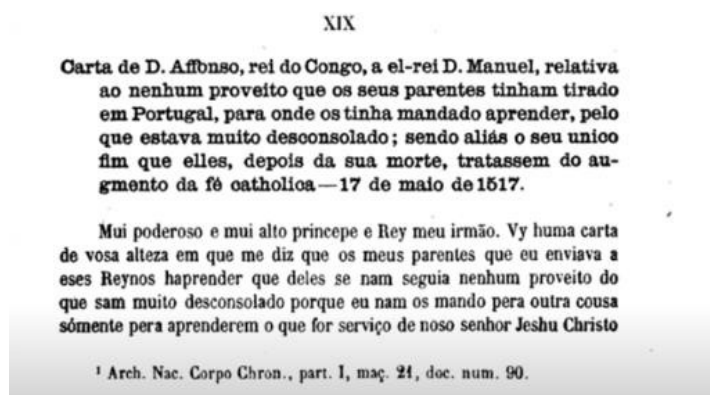 XIX
Carta de D. Affonso, rei do Congo, a el-rei D. Manuel, relativa
ao nenhum proveito que os seus parentes tinham tirado
em Portugal, para onde os tinha mandado aprender, pelo
que estava muito desconsolado; sendo aliás o seu unico
fim que elles, depois da sua morte, tratassem do au-
gmento da fé catholica—17 de maio de 1517.
Mui poderoso e mui alto princepe e Rey meu irmão. Vy huma carta
de vosa alteza em que me diz que os meus parentes que eu enviava a
eses Reynos haprender que deles se nam seguia nenhum proveito do
que sam muito desconsolado porque eu nam os mando pera outra cousa
sómente pera aprenderem o que for serviço de noso senhor Jeshu Christo
¹ Arch. Nac. Corpo Chron., part. I, maç. 21, doc. num. 90.